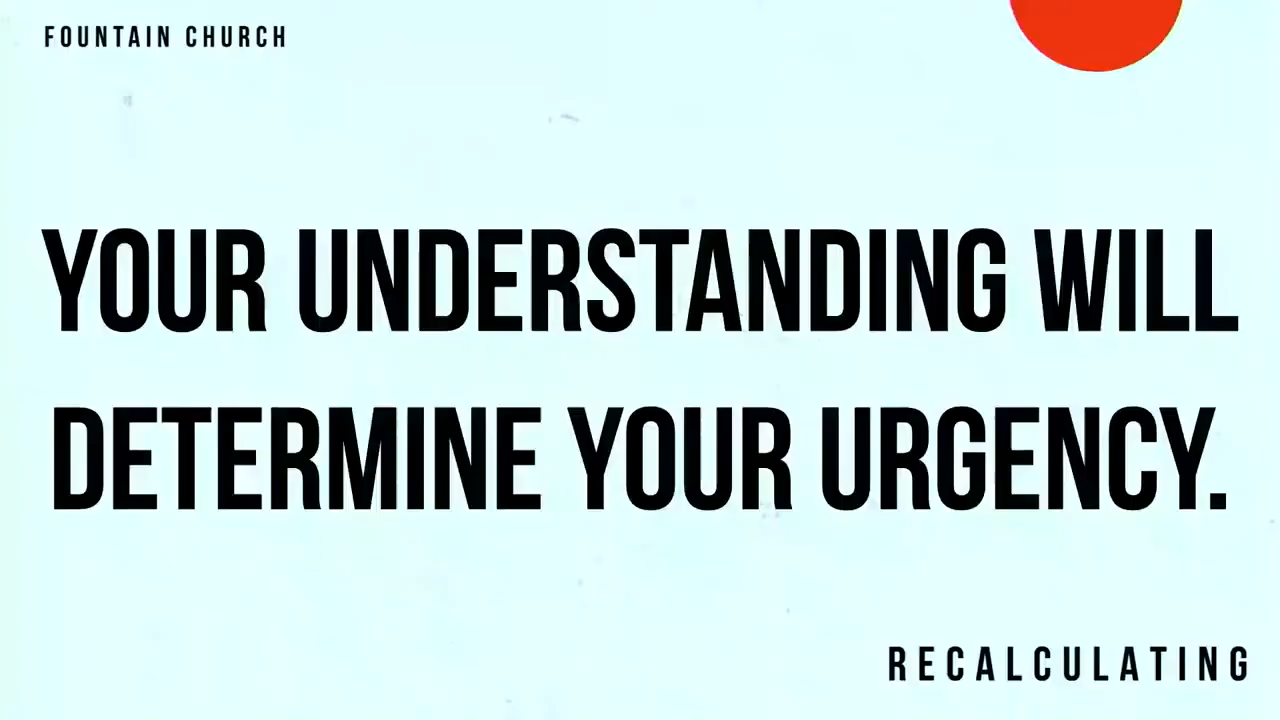 FOUNTAIN CHURCH
YOUR UNDERSTANDING WILL
DETERMINE YOUR URGENCY.
RECALCULATING